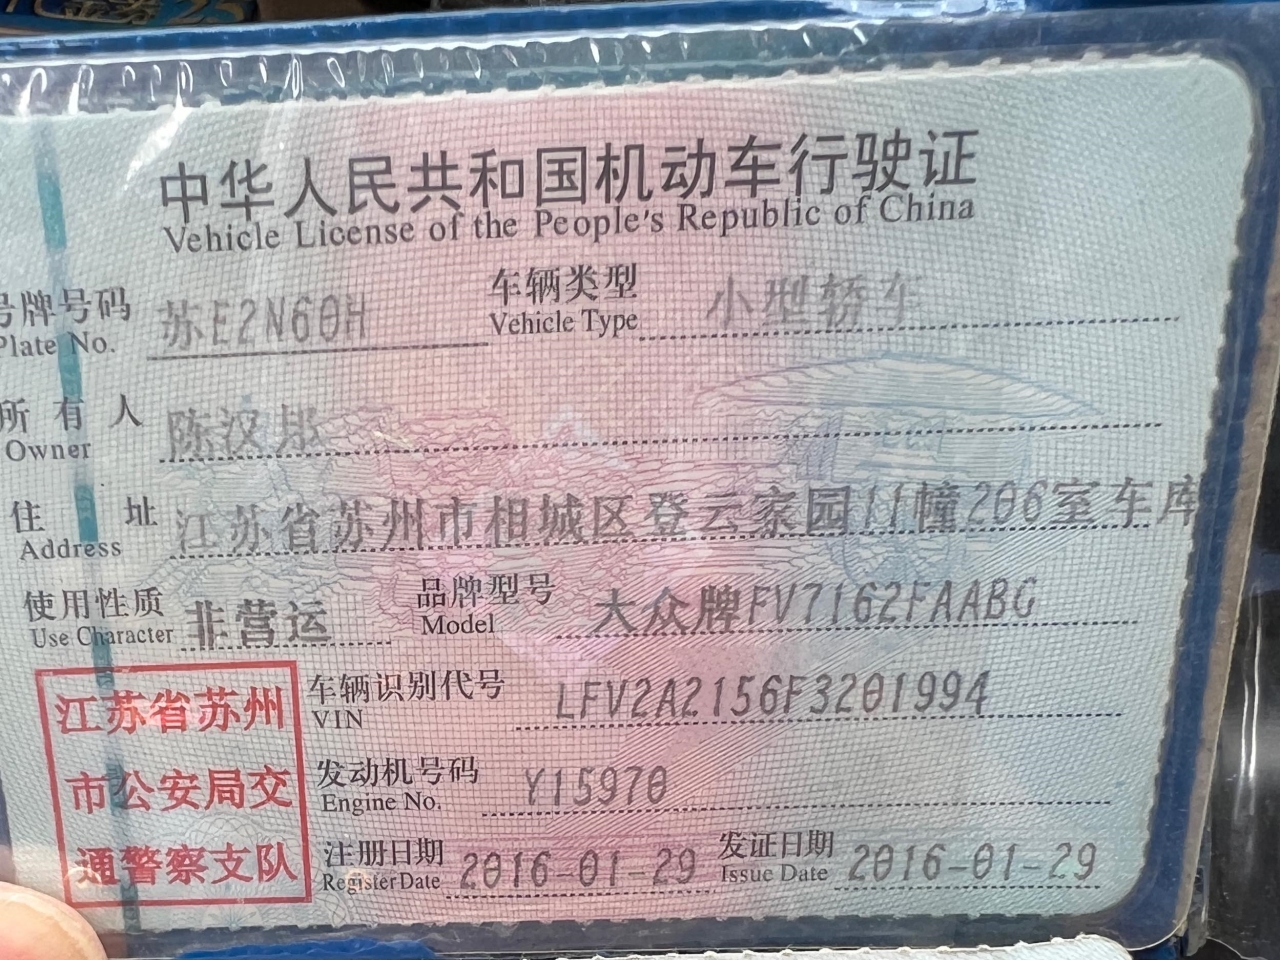 中华人民共和国机动车行驶证
Vehicle License of the People's Republic of China
号牌号码 苏E2N60H 车辆类型 小型轿车
Plate No. Vehicle Type
所有人 陈汉邦
Owner
住址 江苏省苏州市相城区登云家园11幢206室车库
Address
使用性质 非营运 品牌型号 大众牌FV7162FAABG
Use Character Model
江苏省苏州
市公安局交
通警察支队
车辆识别代号 LFV2A2156F3201994
VIN
发动机号码 Y15970
Engine No.
注册日期 2016-01-29 发证日期 2016-01-29
Register Date Issue Date